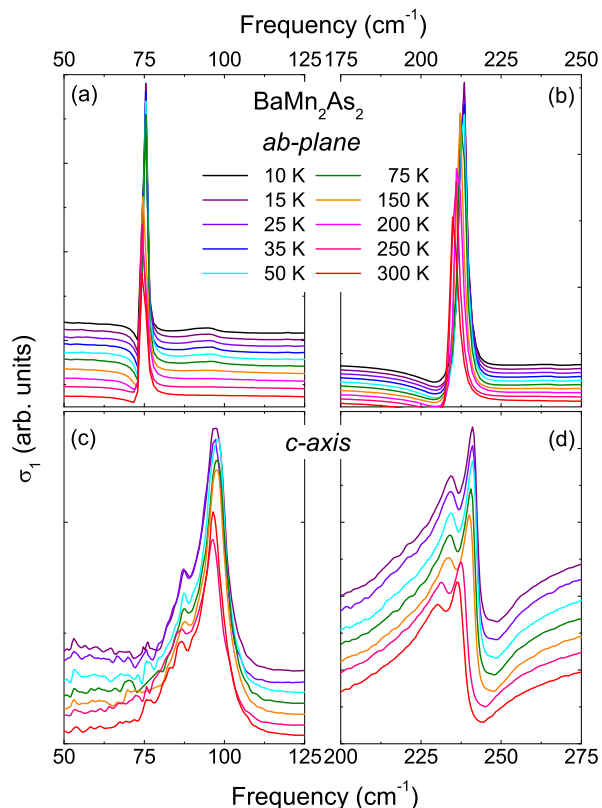 Frequency (cm⁻¹)
50 75 100 125 175 200 225 250
(a) (b)
BaMn₂As₂
ab-plane
10 K 75 K
15 K 150 K
25 K 200 K
35 K 250 K
50 K 300 K
σ₁ (arb. units)
(c) c-axis (d)
50 75 100 125 200 220 240 250 275
Frequency (cm⁻¹)